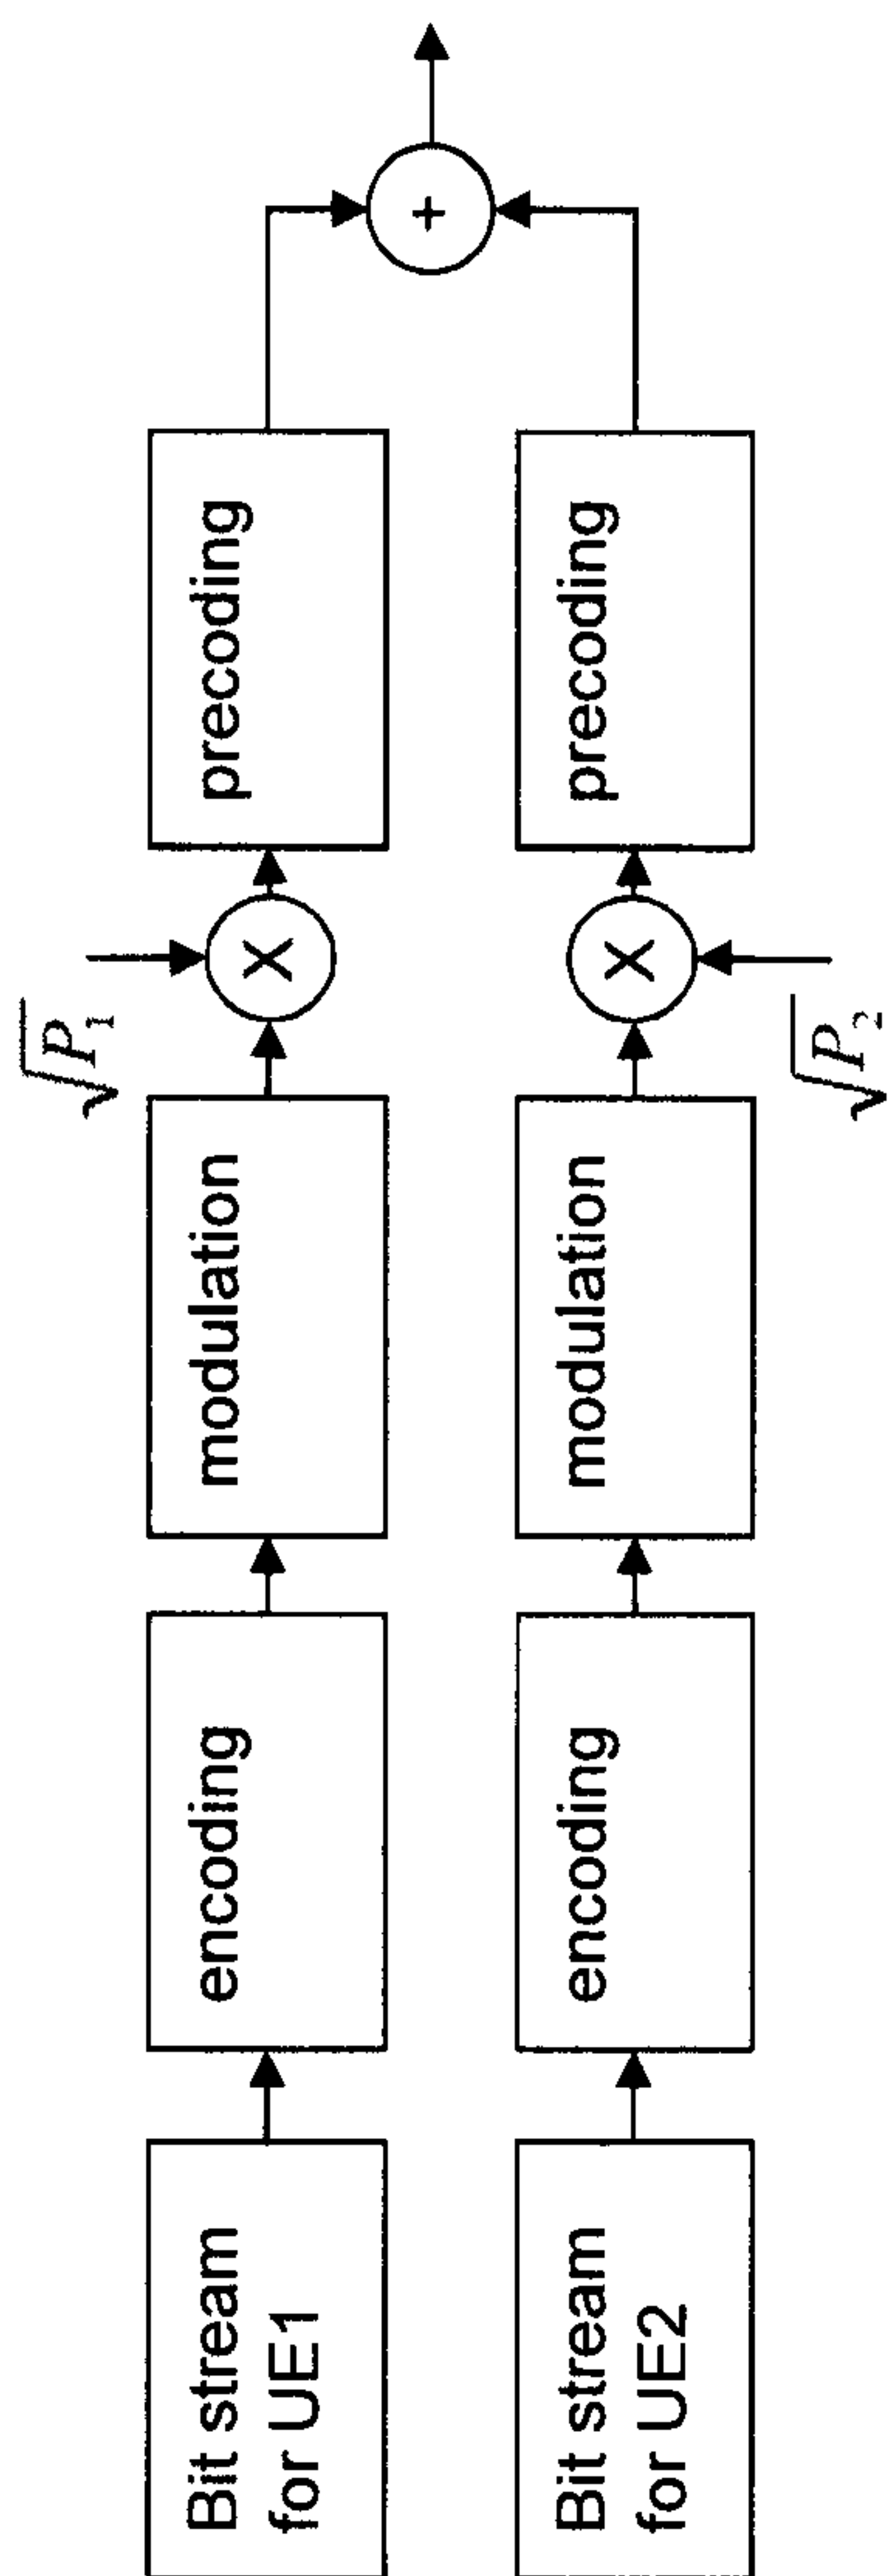 Bit stream
for UE1
encoding
modulation
√P₁
X
precoding
+
Bit stream
for UE2
encoding
modulation
√P₂
X
precoding